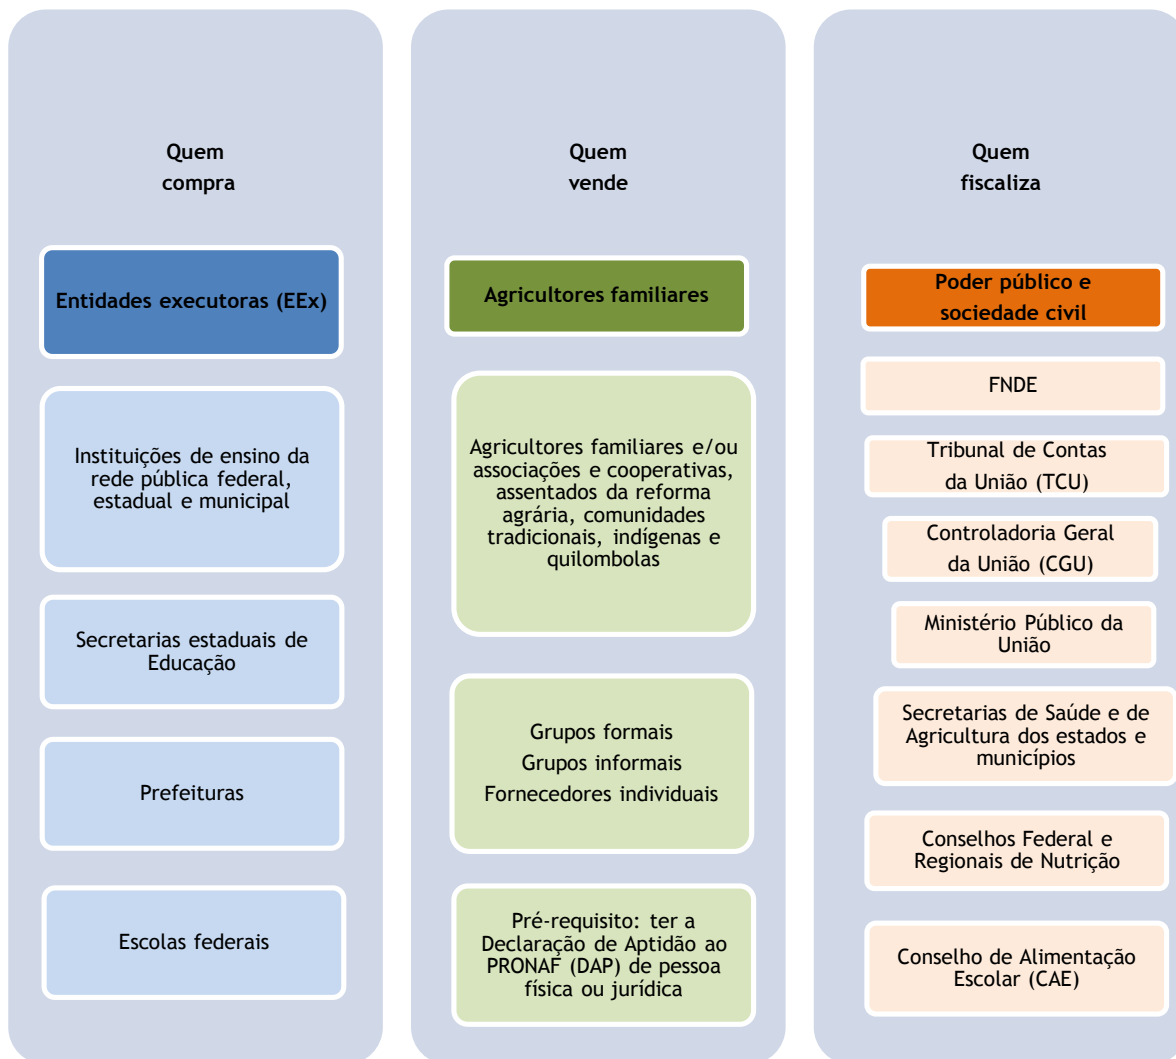 Quem
compra
Entidades executoras (EEx)
Instituições de ensino da
rede pública federal,
estadual e municipal
Secretarias estaduais de
Educação
Prefeituras
Escolas federais
Quem
vende
Agricultores familiares
Agricultores familiares e/ou
associações e cooperativas,
assentados da reforma
agrária, comunidades
tradicionais, indígenas e
quilombolas
Grupos formais
Grupos informais
Fornecedores individuais
Pré-requisito: ter a
Declaração de Aptidão ao
PRONAF (DAP) de pessoa
física ou jurídica
Quem
fiscaliza
Poder público e
sociedade civil
FNDE
Tribunal de Contas
da União (TCU)
Controladoria Geral
da União (CGU)
Ministério Público da
União
Secretarias de Saúde e de
Agricultura dos estados e
municípios
Conselhos Federal e
Regionais de Nutrição
Conselho de Alimentação
Escolar (CAE)